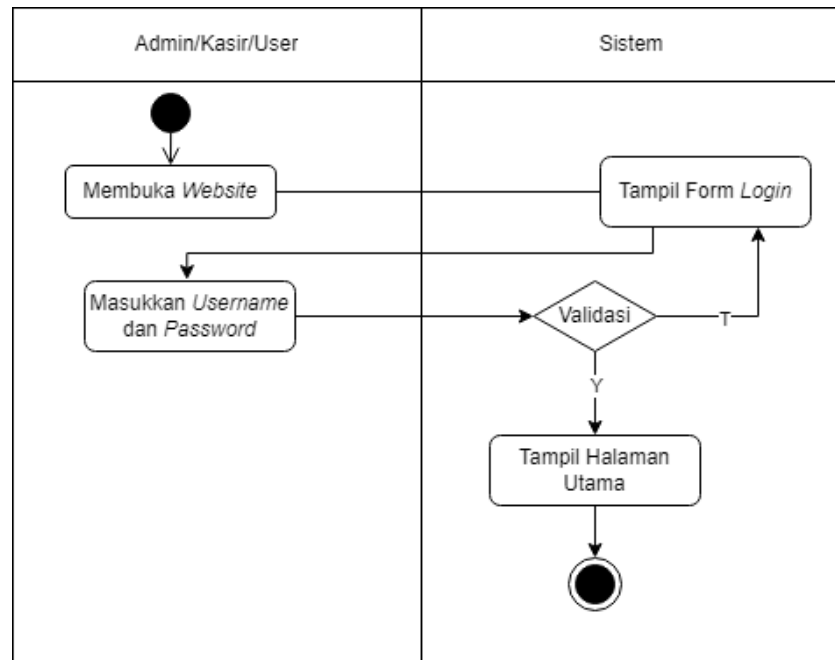 Admin/Kasir/User
Sistem
Membuka Website
Tampil Form Login
Masukkan Username
dan Password
Validasi
T
Y
Tampil Halaman
Utama